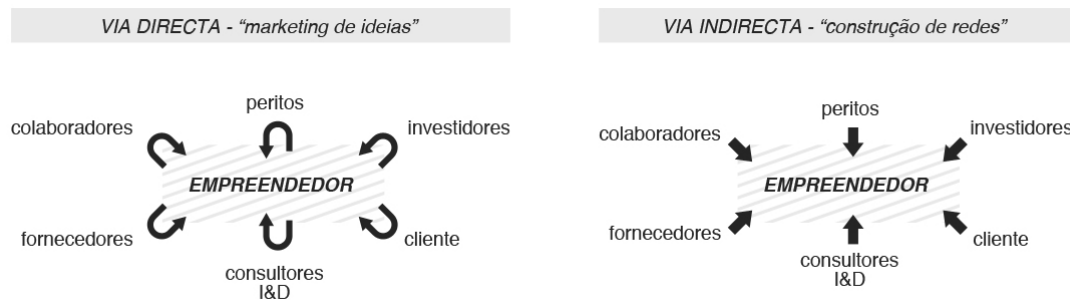 VIA DIRECTA - “marketing de ideias”
peritos
colaboradores
investidores
EMPREENDEDOR
fornecedores
cliente
consultores
I&D
VIA INDIRECTA - “construção de redes”
peritos
colaboradores
investidores
EMPREENDEDOR
fornecedores
cliente
consultores
I&D